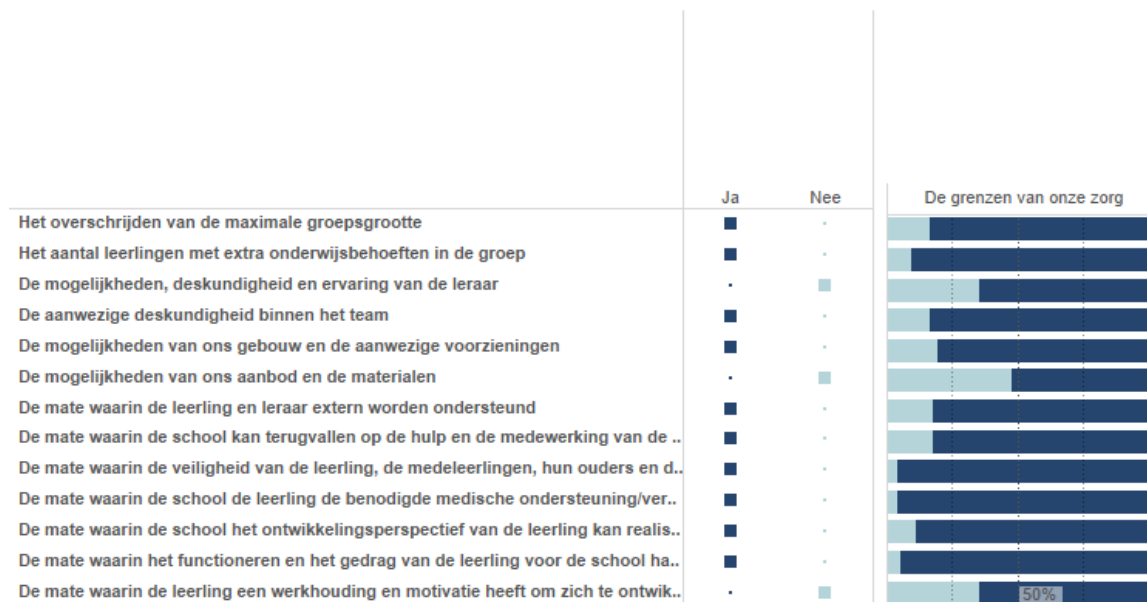 Ja Nee De grenzen van onze zorg
Het overschrijden van de maximale groepsgrootte
Het aantal leerlingen met extra onderwijsbehoeften in de groep
De mogelijkheden, deskundigheid en ervaring van de leraar
De aanwezige deskundigheid binnen het team
De mogelijkheden van ons gebouw en de aanwezige voorzieningen
De mogelijkheden van ons aanbod en de materialen
De mate waarin de leerling en leraar extern worden ondersteund
De mate waarin de school kan terugvallen op de hulp en de medewerking van de ..
De mate waarin de veiligheid van de leerling, de medeleerlingen, hun ouders en d..
De mate waarin de school de leerling de benodigde medische ondersteuning/ver..
De mate waarin de school het ontwikkelingsperspectief van de leerling kan realis..
De mate waarin het functioneren en het gedrag van de leerling voor de school ha..
De mate waarin de leerling een werkhouding en motivatie heeft om zich te ontwik..
50%